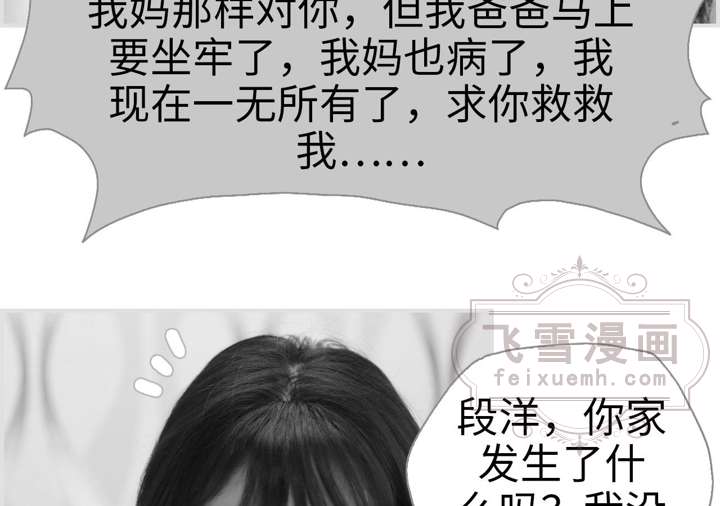 我妈那样对你，但我爸爸马上
要坐牢了，我妈也病了，我
现在一无所有了，求你救救
我……
飞雪漫画
feixuemh.com
段洋，你家
发生了什
么吗？我没